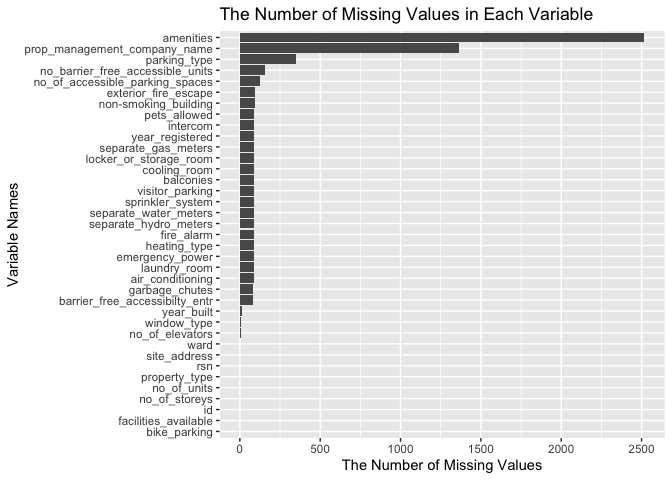 The Number of Missing Values in Each Variable
amenities
prop_management_company_name
parking_type
no_barrier_free_accessible_units
no_of_accessible_parking_spaces
exterior_fire_escape
non-smoking_building
pets_allowed
intercom
year_registered
separate_gas_meters
locker_or_storage_room
cooling_room
balconies
visitor_parking
sprinkler_system
separate_water_meters
separate_hydro_meters
fire_alarm
heating_type
emergency_power
laundry_room
air_conditioning
garbage_chutes
barrier_free_accessibilty_entr
year_built
window_type
no_of_elevators
ward
site_address
rsn
property_type
no_of_units
no_of_storeys
id
facilities_available
bike_parking
Variable Names
0 500 1000 1500 2000 2500
The Number of Missing Values